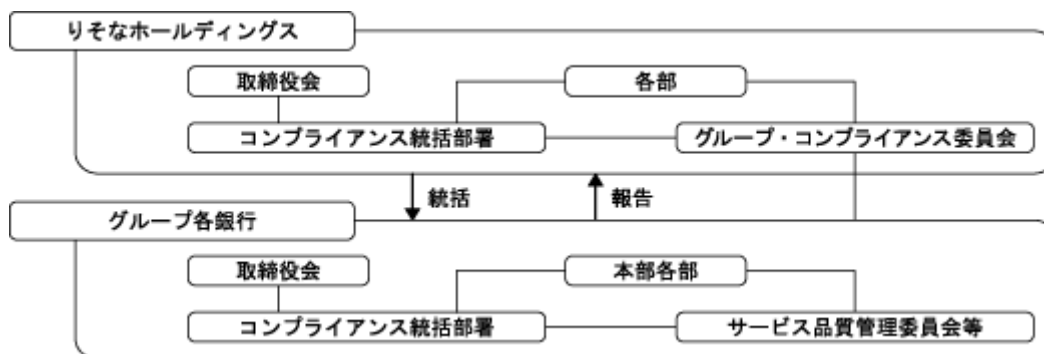 りそなホールディングス
取締役会
各部
コンプライアンス統括部署
グループ・コンプライアンス委員会
統括
報告
グループ各銀行
取締役会
本部各部
コンプライアンス統括部署
サービス品質管理委員会等